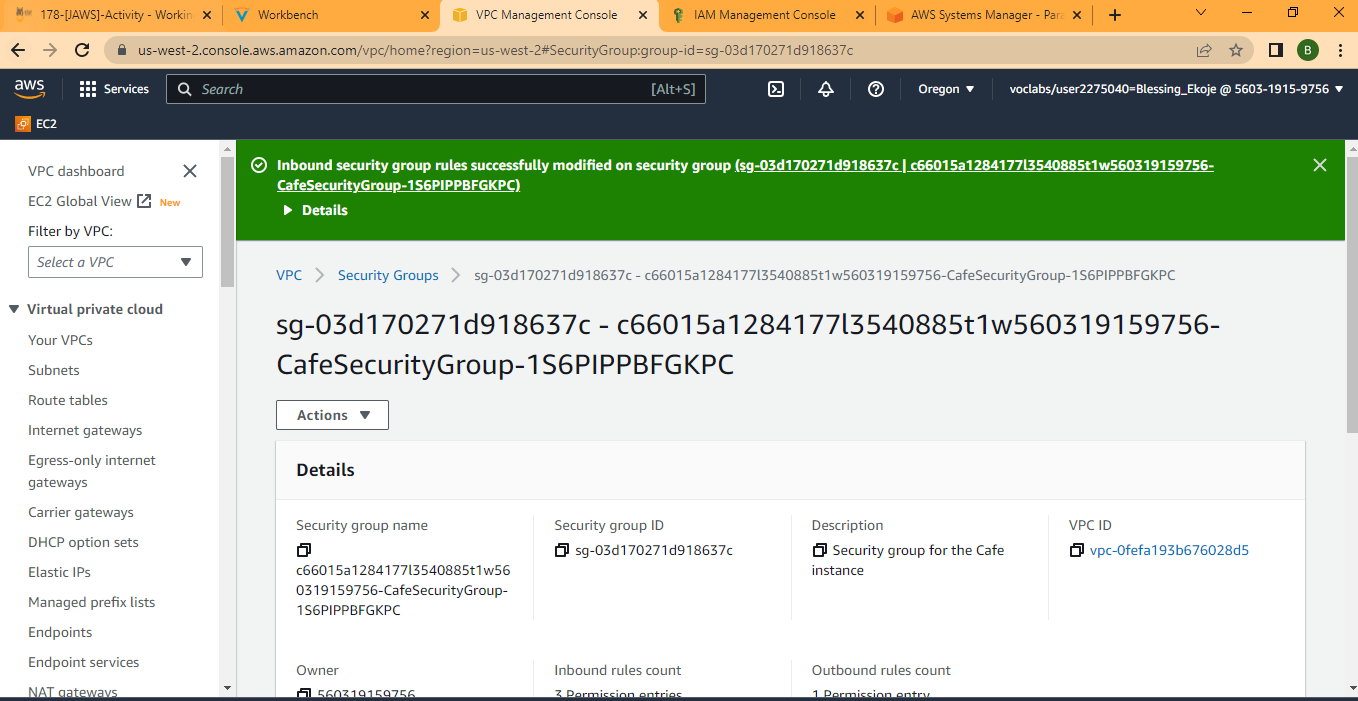 178-[JAWS]-Activity - Workin
Workbench
VPC Management Console
IAM Management Console
AWS Systems Manager - Par
us-west-2.console.aws.amazon.com/vpc/home?region=us-west-2#SecurityGroup:group-id=sg-03d170271d918637c
B
aws
Services
Search
[Alt+S]
Oregon
voclabs/user2275040=Blessing_Ekoje @ 5603-1915-9756
EC2
VPC dashboard
EC2 Global View New
Filter by VPC:
Select a VPC
Virtual private cloud
Your VPCs
Subnets
Route tables
Internet gateways
Egress-only internet
gateways
Carrier gateways
DHCP option sets
Elastic IPs
Managed prefix lists
Endpoints
Endpoint services
NAT gateways
Inbound security group rules successfully modified on security group (sg-03d170271d918637c | c66015a1284177l3540885t1w560319159756-
CafeSecurityGroup-1S6PIPPBFGKPC)
Details
VPC
Security Groups
sg-03d170271d918637c - c66015a1284177l3540885t1w560319159756-CafeSecurityGroup-1S6PIPPBFGKPC
sg-03d170271d918637c - c66015a1284177l3540885t1w560319159756-
CafeSecurityGroup-1S6PIPPBFGKPC
Actions
Details
Security group name
c66015a1284177l3540885t1w56
0319159756-CafeSecurityGroup-
1S6PIPPBFGKPC
Security group ID
sg-03d170271d918637c
Description
Security group for the Cafe
instance
VPC ID
vpc-0fefa193b676028d5
Owner
560319159756
Inbound rules count
3 Permission entries
Outbound rules count
1 Permission entry